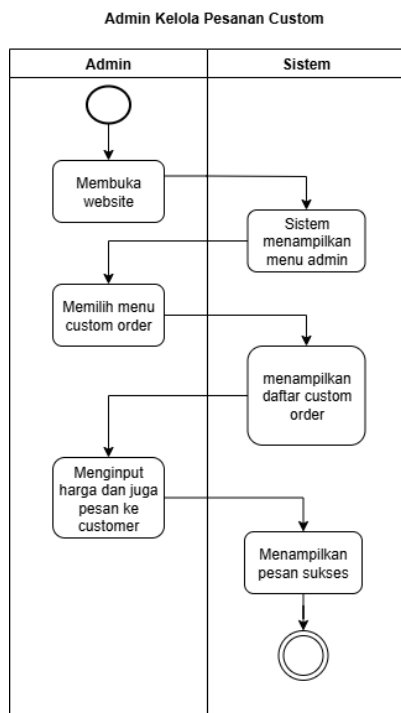 Admin Kelola Pesanan Custom
Admin
Sistem
Membuka
website
Sistem
menampilkan
menu admin
Memilih menu
custom order
menampilkan
daftar custom
order
Menginput
harga dan juga
pesan ke
customer
Menampilkan
pesan sukses